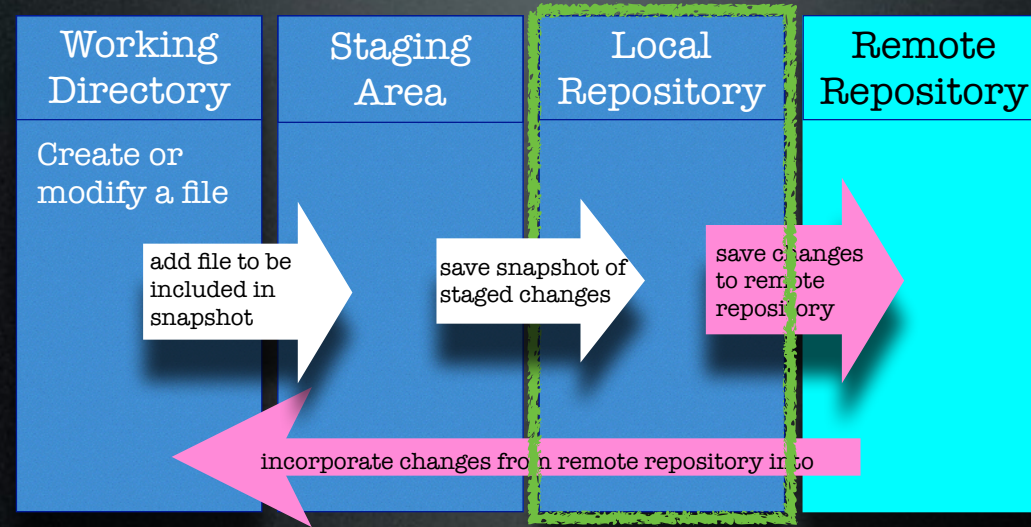 Working
Directory
Staging
Area
Local
Repository
Remote
Repository
Create or
modify a file
add file to be
included in
snapshot
save snapshot of
staged changes
save changes
to remote
repository
incorporate changes from remote repository into